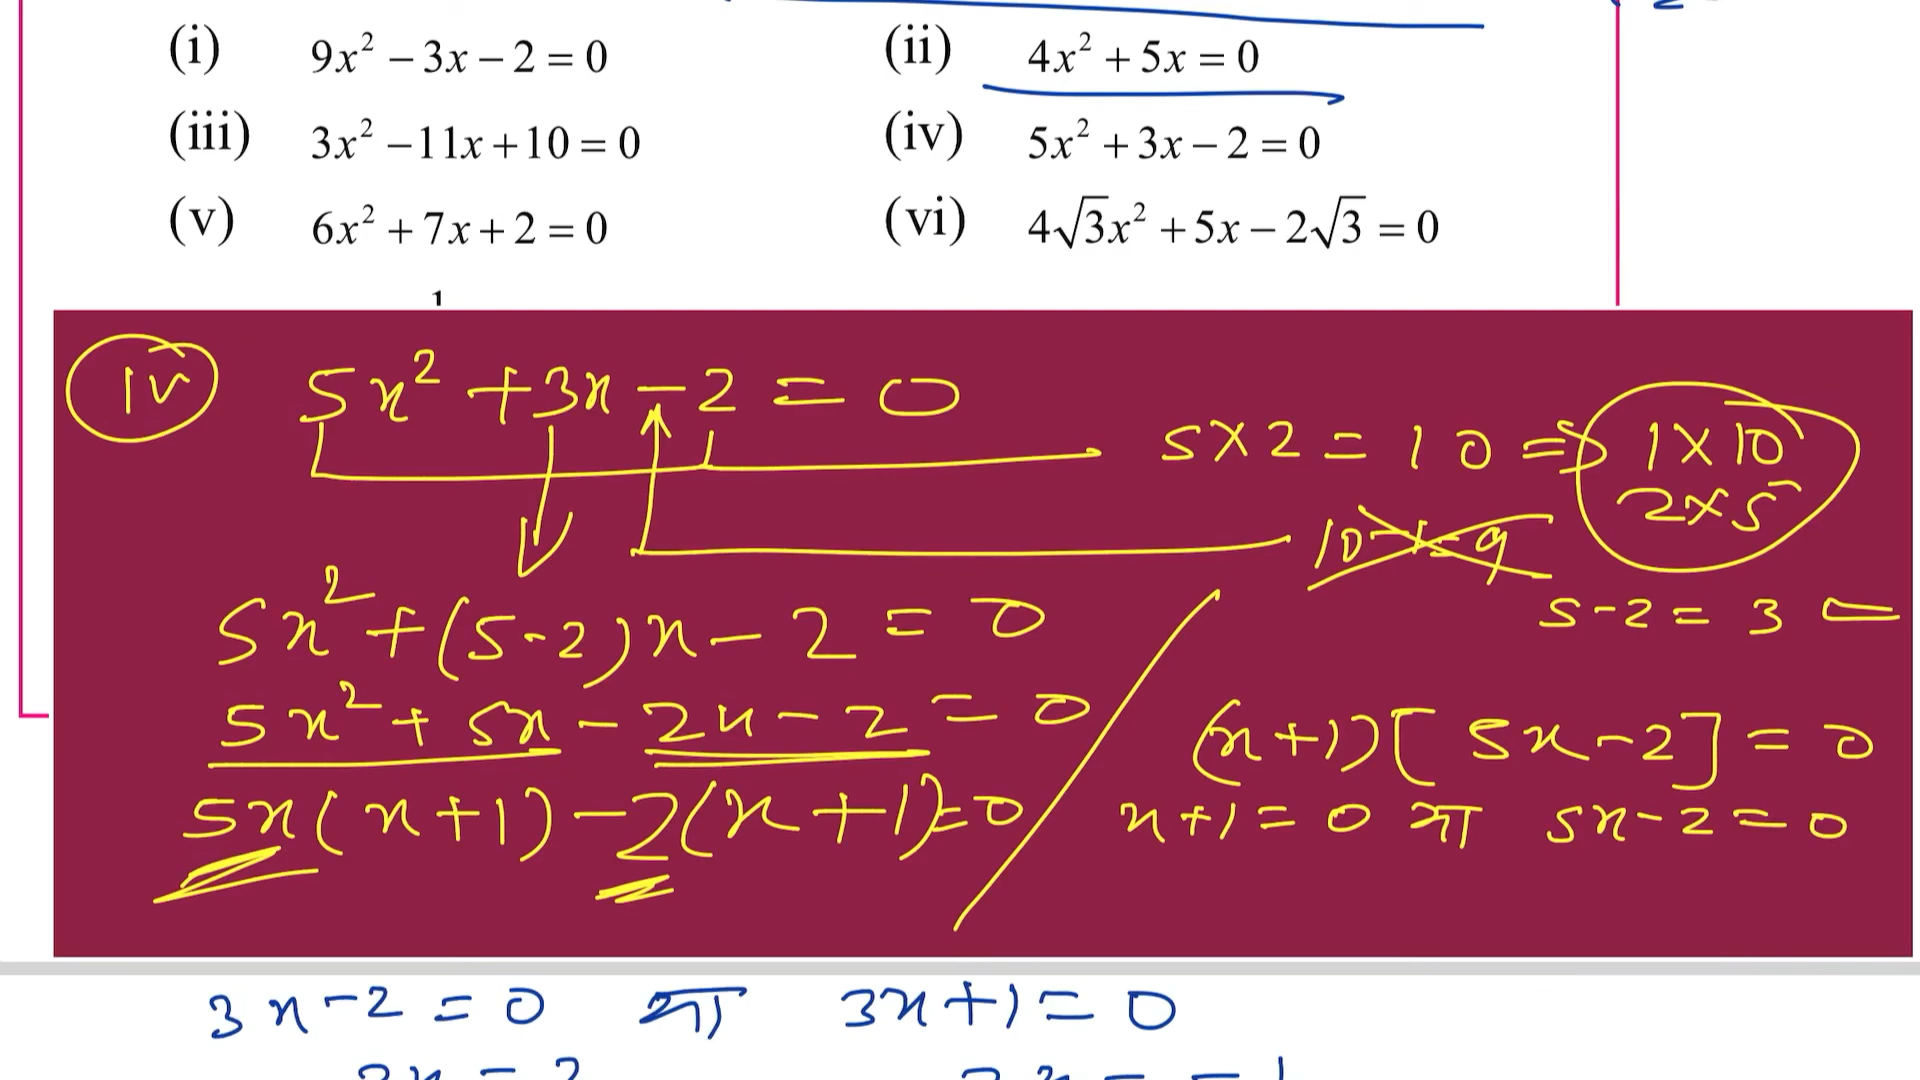 (i) 9x² – 3x – 2 = 0 (ii) 4x² + 5x = 0
(iii) 3x² – 11x + 10 = 0 (iv) 5x² + 3x – 2 = 0
(v) 6x² + 7x + 2 = 0 (vi) 4√3x² + 5x – 2√3 = 0
1
iv 5x² + 3x – 2 = 0
5 × 2 = 10 ⇒ 1 × 10
2 × 5
10 - 1 = 9
5 - 2 = 3
5x² + (5 - 2)x – 2 = 0
5x² + 5x – 2x – 2 = 0
5x(x + 1) – 2(x + 1) = 0
(x + 1)[5x – 2] = 0
x + 1 = 0 या 5x – 2 = 0
3x – 2 = 0 या 3x + 1 = 0